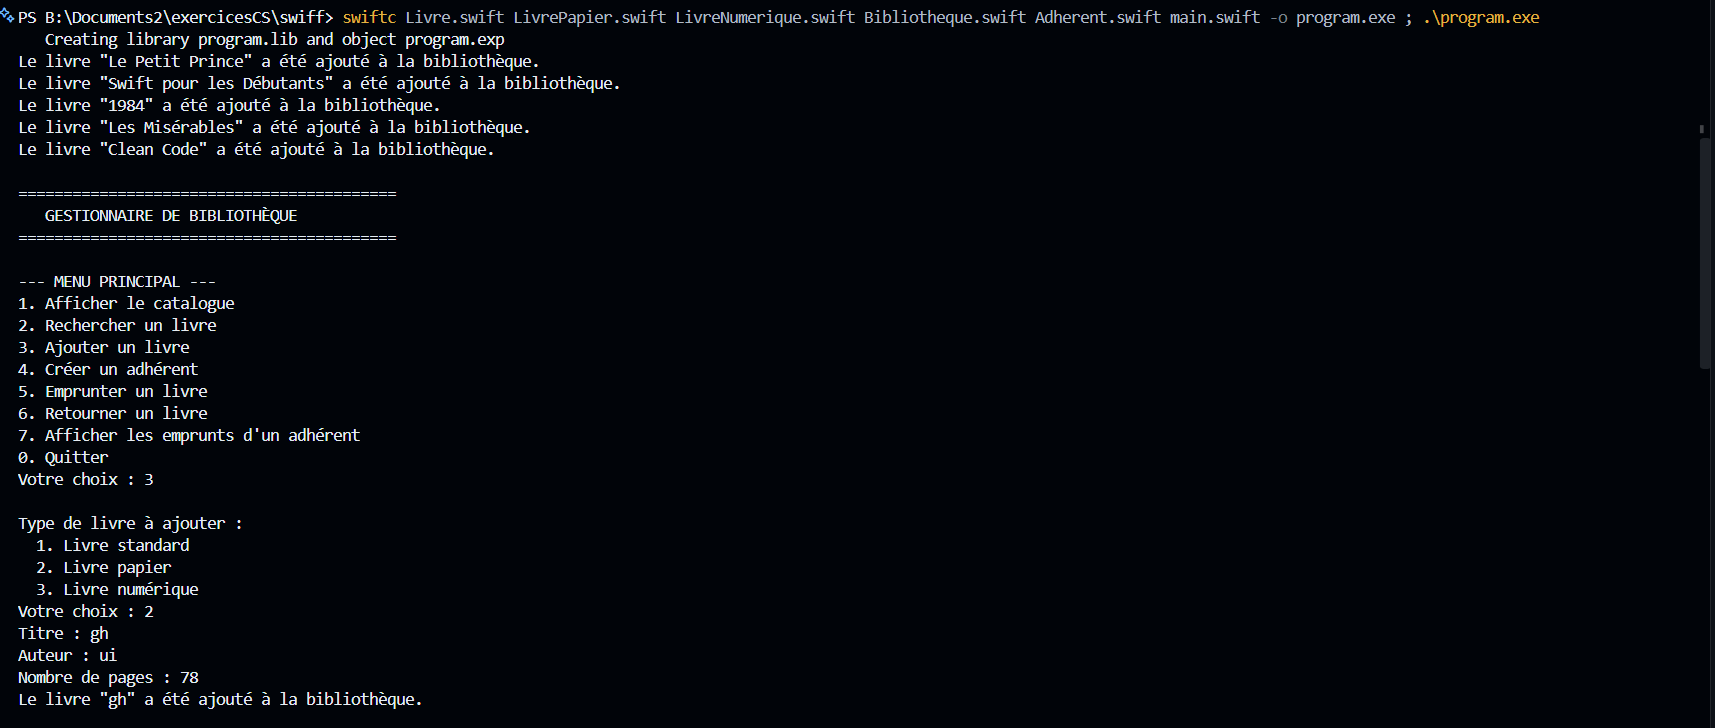 PS B:\Documents2\exercicesCS\swiff> swiftc Livre.swift LivrePapier.swift LivreNumerique.swift Bibliotheque.swift Adherent.swift main.swift -o program.exe ; .\program.exe
   Creating library program.lib and object program.exp
Le livre "Le Petit Prince" a été ajouté à la bibliothèque.
Le livre "Swift pour les Débutants" a été ajouté à la bibliothèque.
Le livre "1984" a été ajouté à la bibliothèque.
Le livre "Les Misérables" a été ajouté à la bibliothèque.
Le livre "Clean Code" a été ajouté à la bibliothèque.

==========================================
   GESTIONNAIRE DE BIBLIOTHÈQUE
==========================================

--- MENU PRINCIPAL ---
1. Afficher le catalogue
2. Rechercher un livre
3. Ajouter un livre
4. Créer un adhérent
5. Emprunter un livre
6. Retourner un livre
7. Afficher les emprunts d'un adhérent
0. Quitter
Votre choix : 3

Type de livre à ajouter :
  1. Livre standard
  2. Livre papier
  3. Livre numérique
Votre choix : 2
Titre : gh
Auteur : ui
Nombre de pages : 78
Le livre "gh" a été ajouté à la bibliothèque.